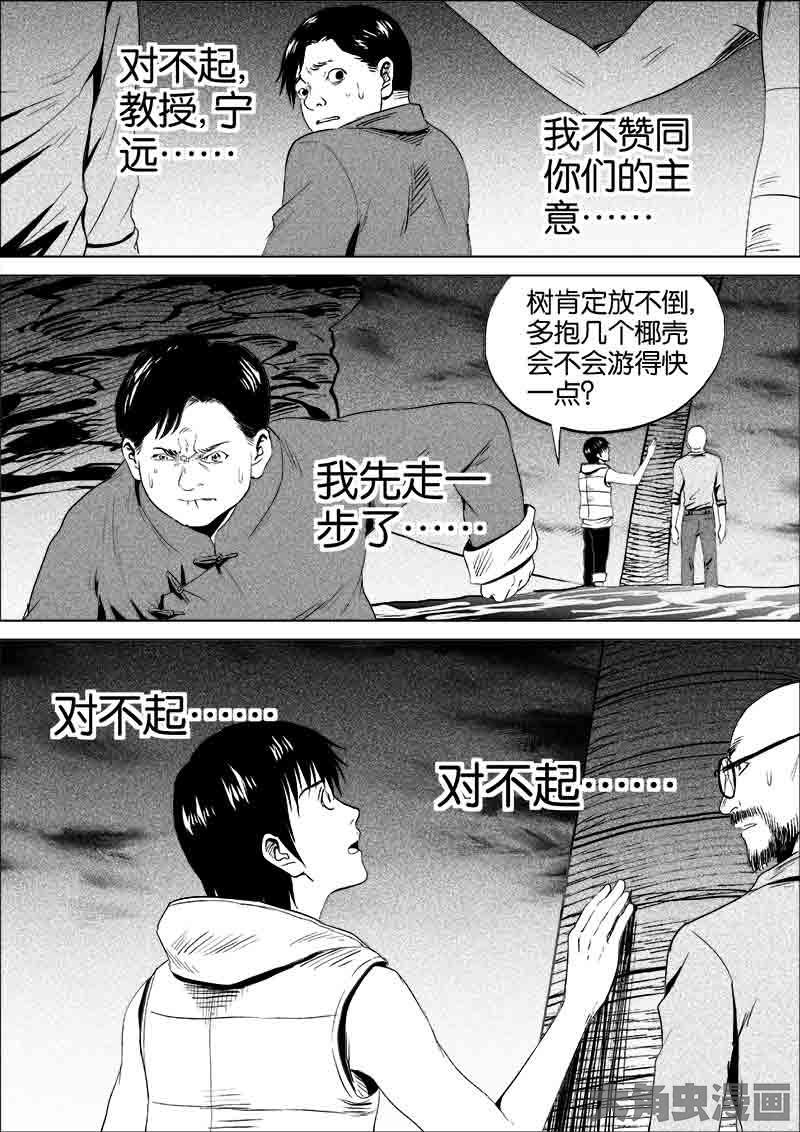 对不起，
教授，宁
远……
我不赞同
你们的主
意……
树肯定放不倒，
多抱几个椰壳
会不会游得快
一点？
我先走一
步了……
对不起……
对不起……
角虫漫画